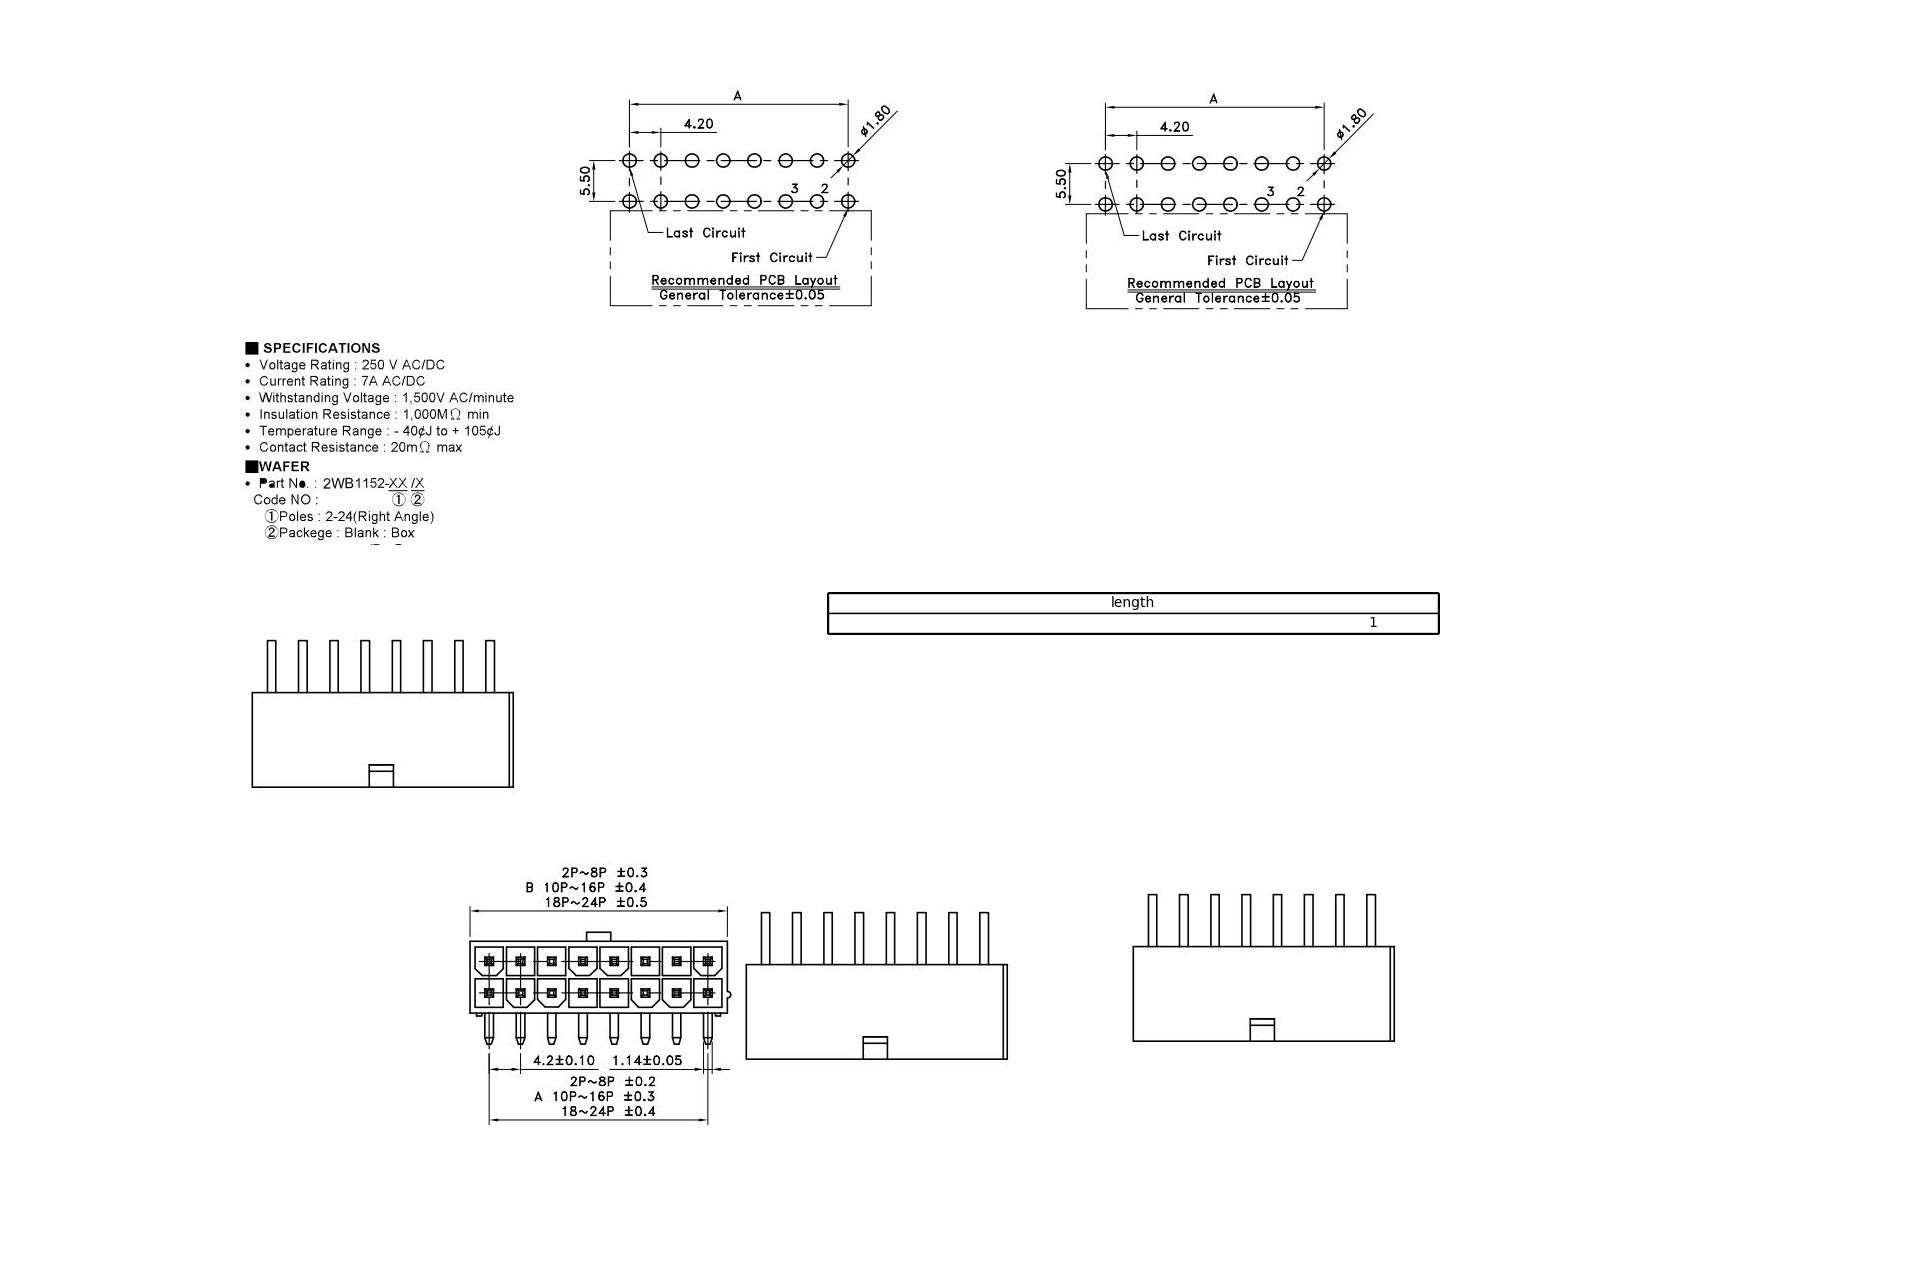 A
4.20
ø1.80
5.50
3 2
Last Circuit
First Circuit
Recommended PCB Layout
General Tolerance±0.05
A
4.20
ø1.80
5.50
3 2
Last Circuit
First Circuit
Recommended PCB Layout
General Tolerance±0.05
■ SPECIFICATIONS
• Voltage Rating : 250 V AC/DC
• Current Rating : 7A AC/DC
• Withstanding Voltage : 1,500V AC/minute
• Insulation Resistance : 1,000MΩ min
• Temperature Range : - 40¢J to + 105¢J
• Contact Resistance : 20mΩ max
■WAFER
• Part No. : 2WB1152-XX /X
Code NO : ① ②
①Poles : 2-24(Right Angle)
②Packege : Blank : Box
length
1
2P~8P ±0.3
B 10P~16P ±0.4
18P~24P ±0.5
4.2±0.10 1.14±0.05
2P~8P ±0.2
A 10P~16P ±0.3
18~24P ±0.4